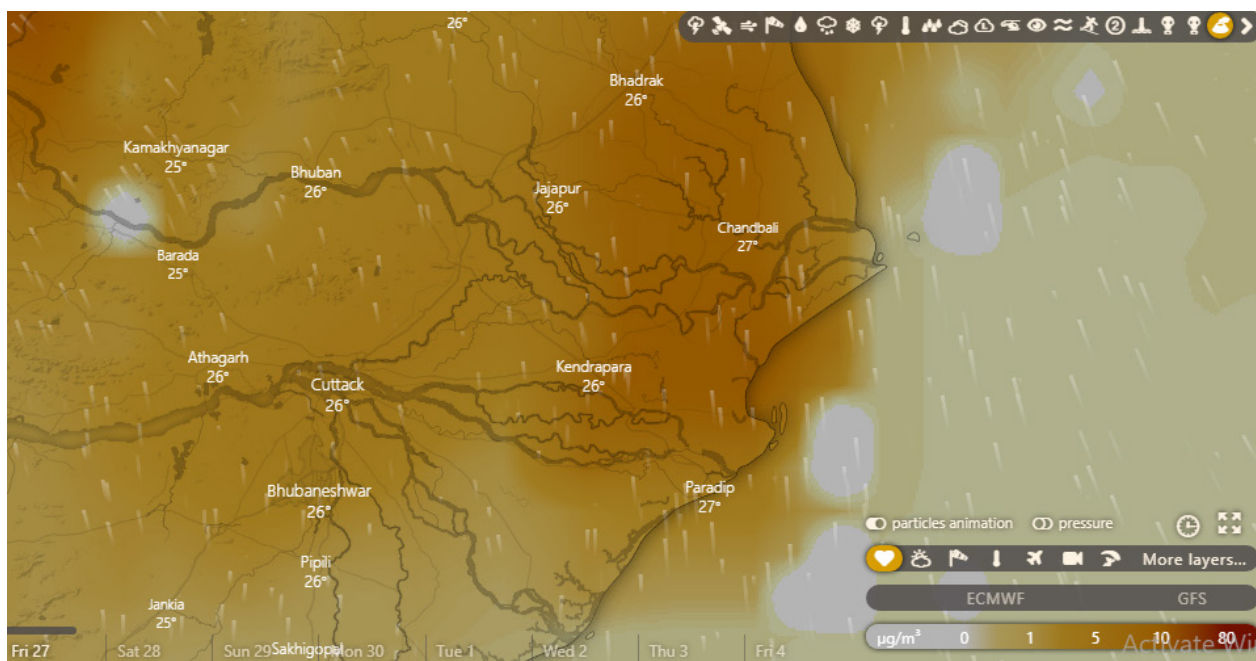 26°
Bhadrak
26°
Kamakhyanagar
25°
Bhuban
26°
Jajapur
26°
Chandbali
27°
Barada
25°
Athagarh
26°
Kendrapara
26°
Cuttack
26°
Bhubaneshwar
26°
Paradip
27°
particles animation pressure
Pipili
26°
More layers...
Jankia
25°
ECMWF GFS
µg/m³ 0 1 5 10 80
Activate Wi
Fri 27 Sat 28 Sun 29 Sakhigopal Mon 30 Tue 1 Wed 2 Thu 3 Fri 4